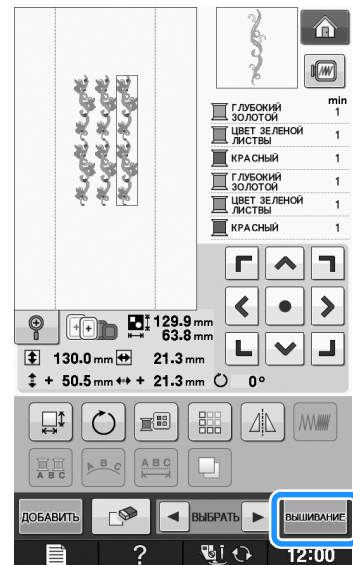 min
ГЛУБОКИЙ
ЗОЛОТОЙ 1
ЦВЕТ ЗЕЛЕНОЙ
ЛИСТВЫ 1
КРАСНЫЙ 1
ГЛУБОКИЙ
ЗОЛОТОЙ 1
ЦВЕТ ЗЕЛЕНОЙ
ЛИСТВЫ 1
КРАСНЫЙ 1
129.9 mm
63.8 mm
130.0 mm 21.3 mm
+ 50.5 mm + 21.3 mm 0°
A B C A B C A B C
ДОБАВИТЬ ВЫБРАТЬ ВЫШИВАНИЕ
? 12:00